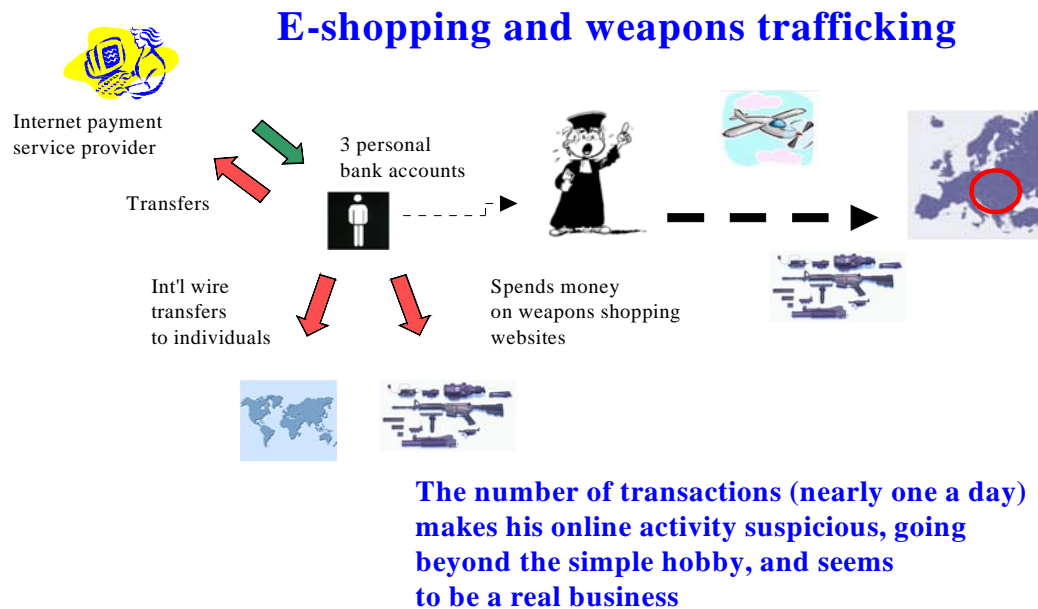 E-shopping and weapons trafficking
Internet payment
service provider
3 personal
bank accounts
Transfers
Int'l wire
transfers
to individuals
Spends money
on weapons shopping
websites
The number of transactions (nearly one a day)
makes his online activity suspicious, going
beyond the simple hobby, and seems
to be a real business